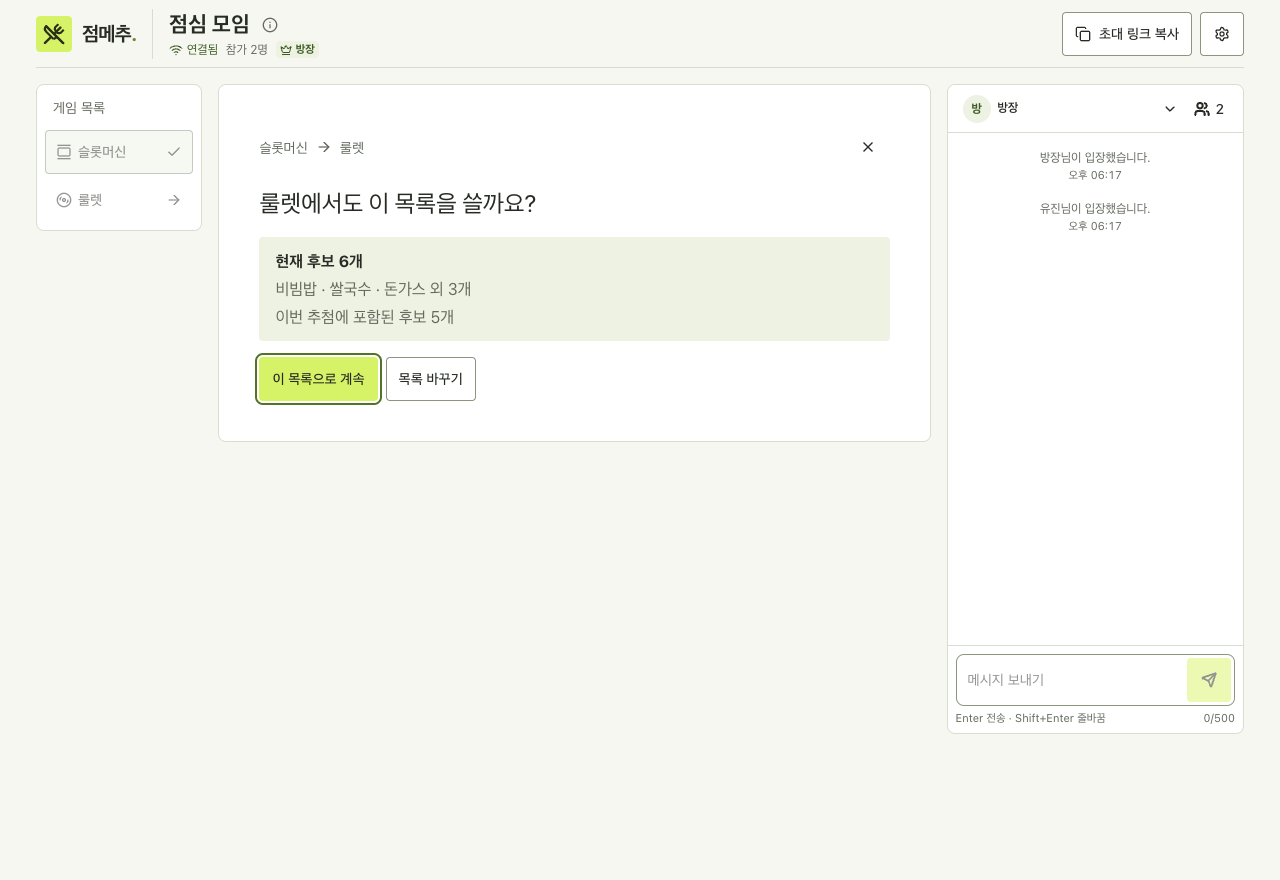 점메추.
점심 모임
연결됨 참가 2명 방장
초대 링크 복사
게임 목록
슬롯머신
룰렛
슬롯머신 → 룰렛
룰렛에서도 이 목록을 쓸까요?
현재 후보 6개
비빔밥 · 쌀국수 · 돈가스 외 3개
이번 추첨에 포함된 후보 5개
이 목록으로 계속
목록 바꾸기
방 방장
2
방장님이 입장했습니다.
오후 06:17
유진님이 입장했습니다.
오후 06:17
메시지 보내기
Enter 전송 · Shift+Enter 줄바꿈
0/500